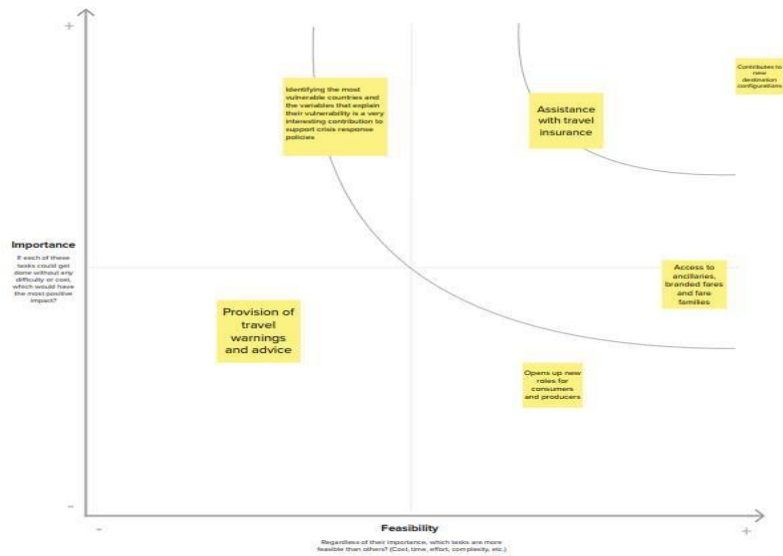 +
Contributes to
new
destination
configurations
Identifying the most
vulnerable countries and
the variables that explain
their vulnerability is a very
interesting contribution to
support crisis response
policies
Assistance
with travel
insurance
Importance
If each of these
tasks could get
done without any
difficulty or cost,
which would have
the most positive
impact?
Access to
ancillaries,
branded fares
and fare
families
Provision of
travel
warnings
and advice
Opens up new
roles for
consumers
and producers
-
-
Feasibility
+
Regardless of their importance, which tasks are more
feasible than others? (Cost, time, effort, complexity, etc.)